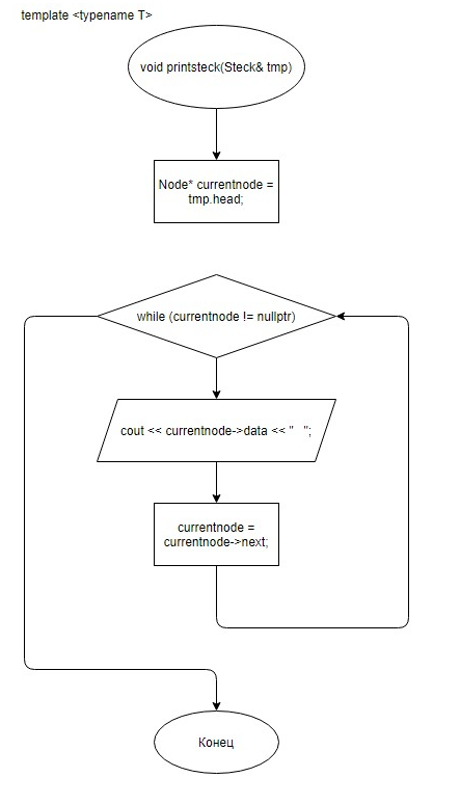 template <typename T>
void printsteck(Steck& tmp)
Node* currentnode =
tmp.head;
while (currentnode != nullptr)
cout << currentnode->data << "   ";
currentnode =
currentnode->next;
Конец